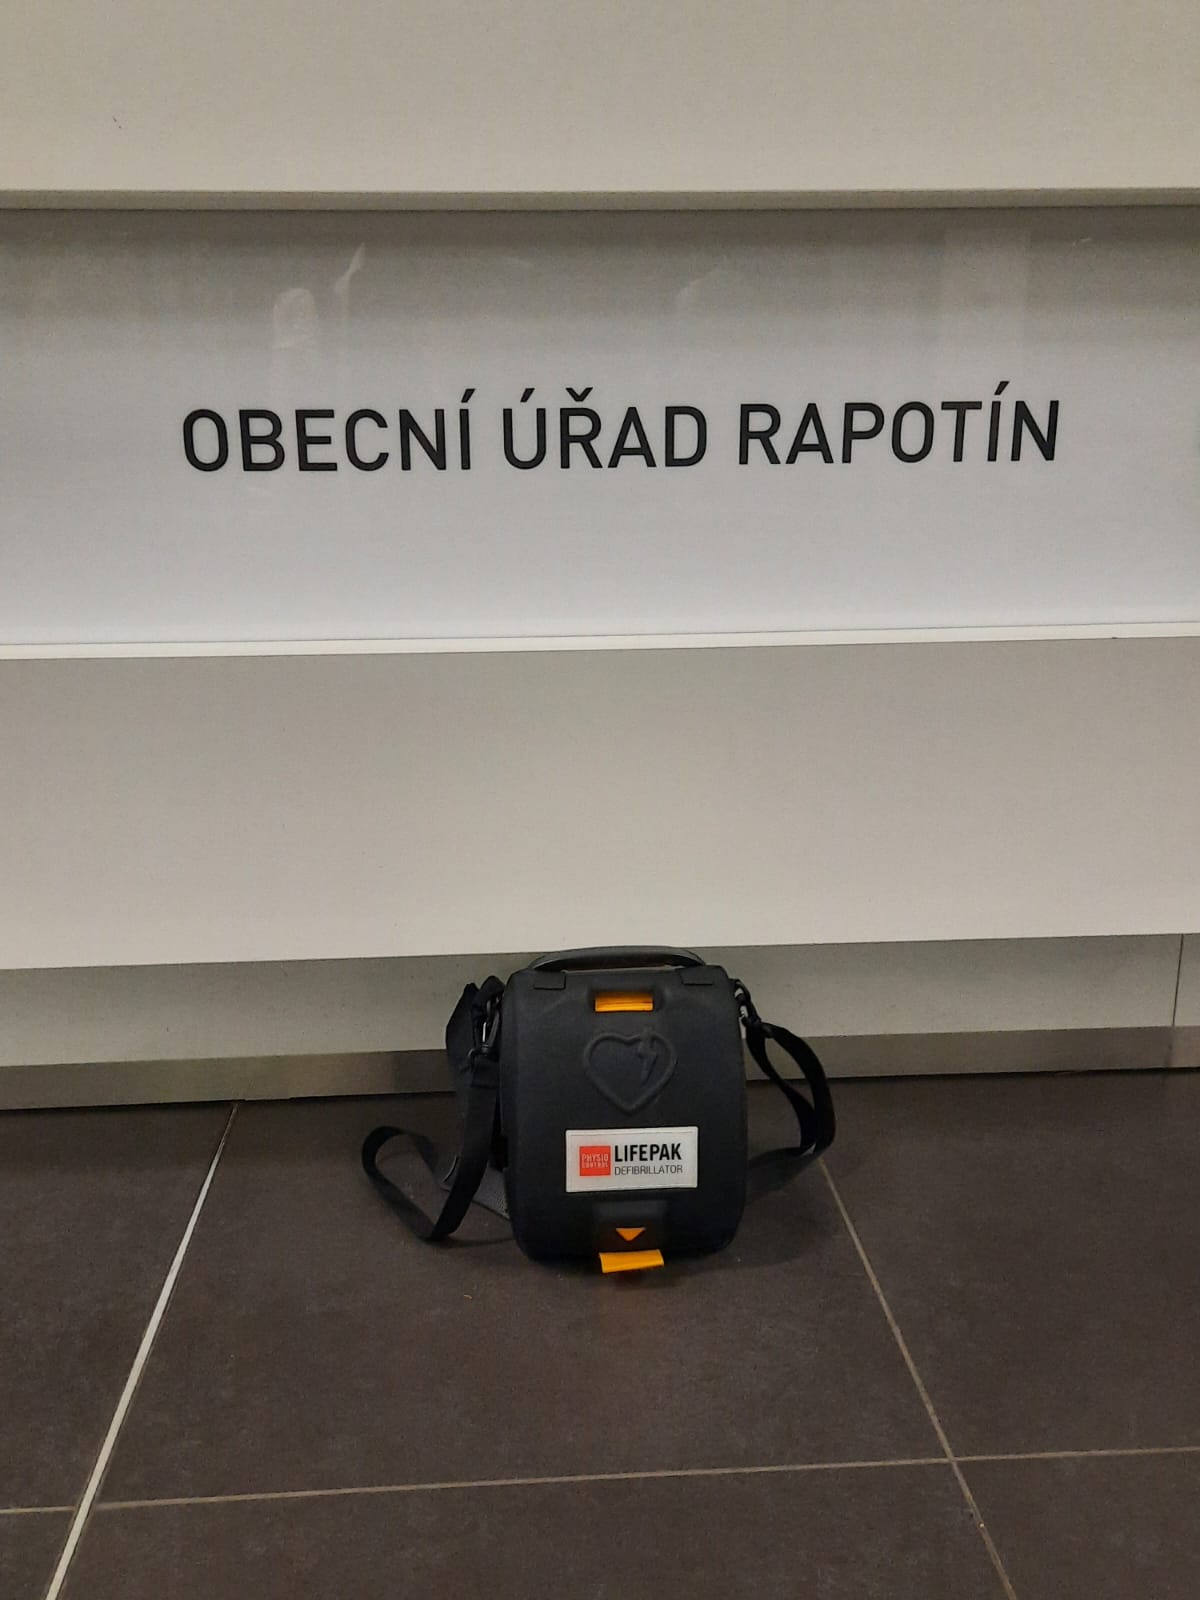 OBECNÍ ÚŘAD RAPOTÍN
PHYSIO
CONTROL
LIFEPAK
DEFIBRILLATOR